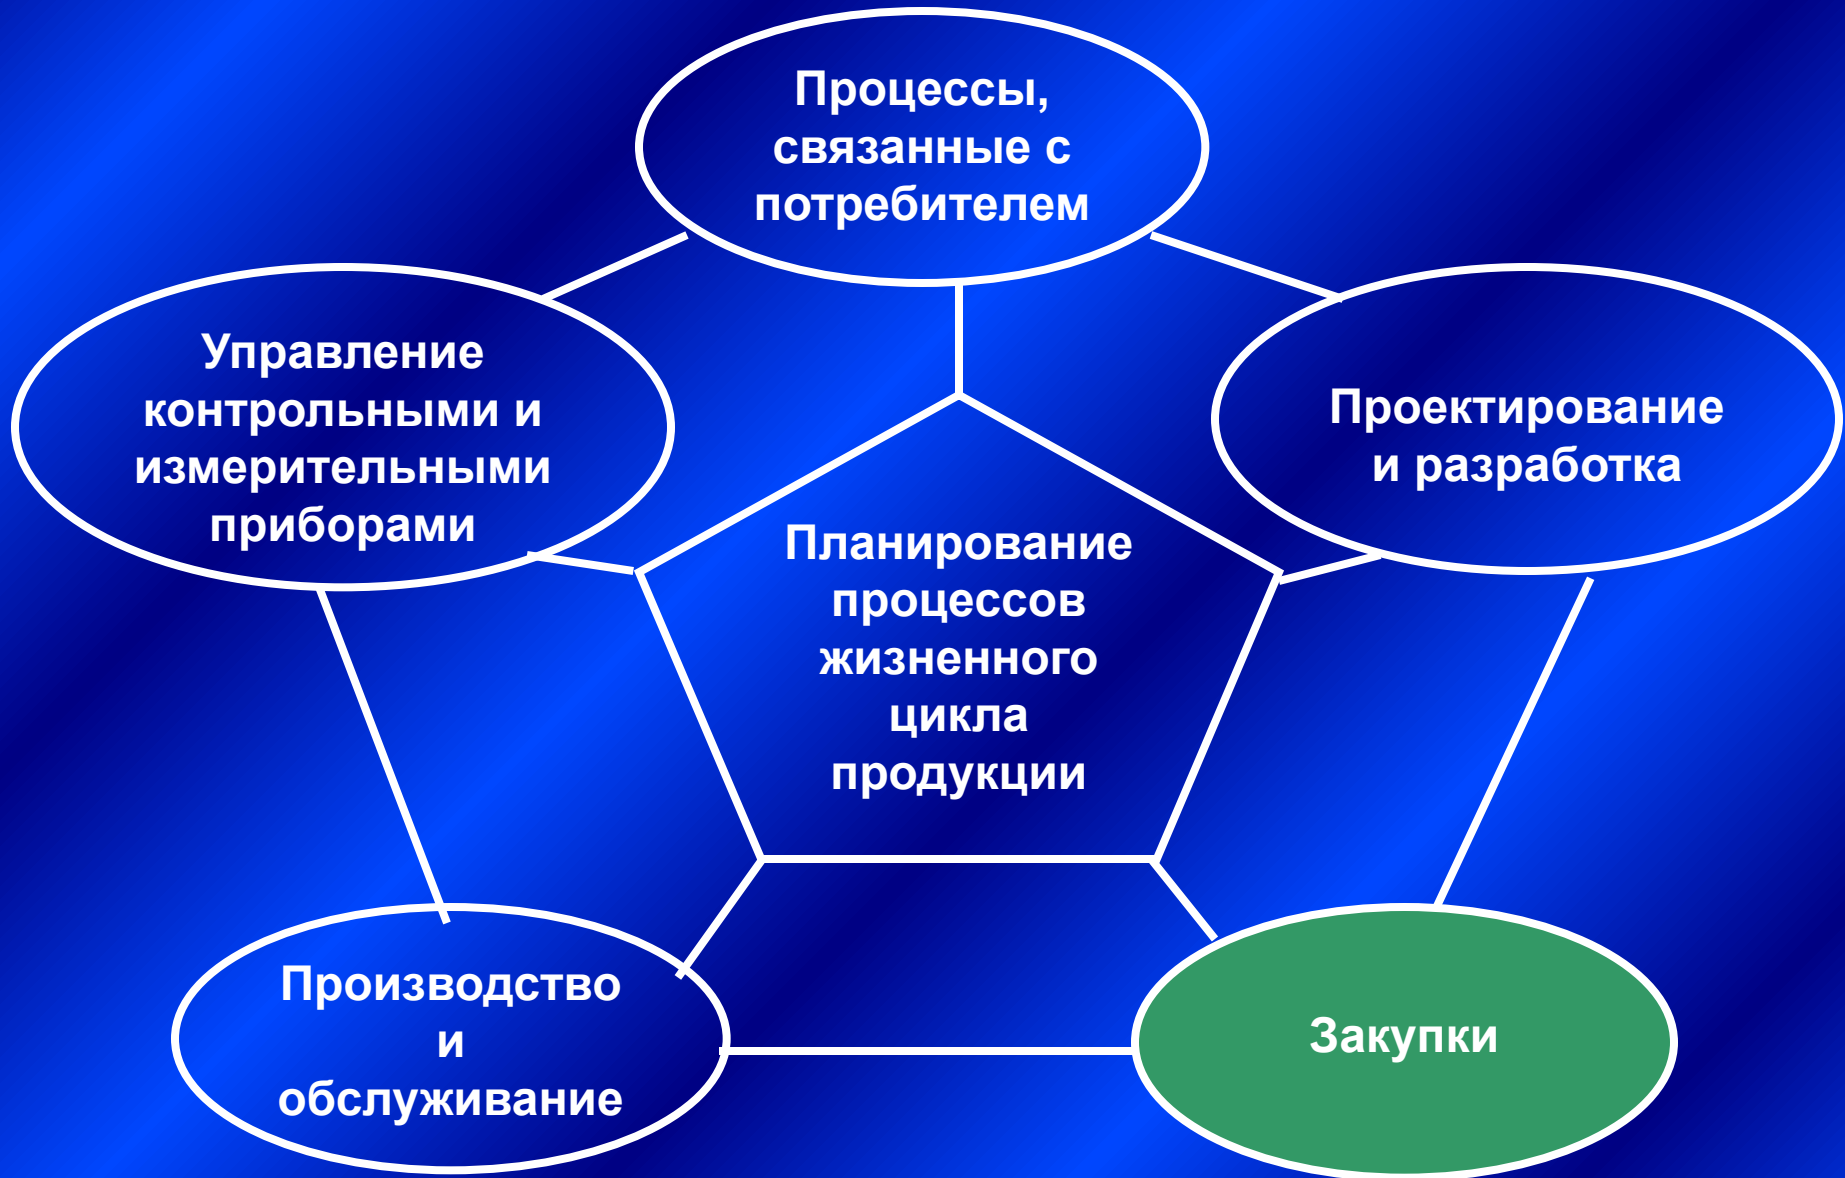 Процессы,
связанные с
потребителем
Управление
контрольными и
измерительными
приборами
Проектирование
и разработка
Планирование
процессов
жизненного
цикла
продукции
Производство
и
обслуживание
Закупки